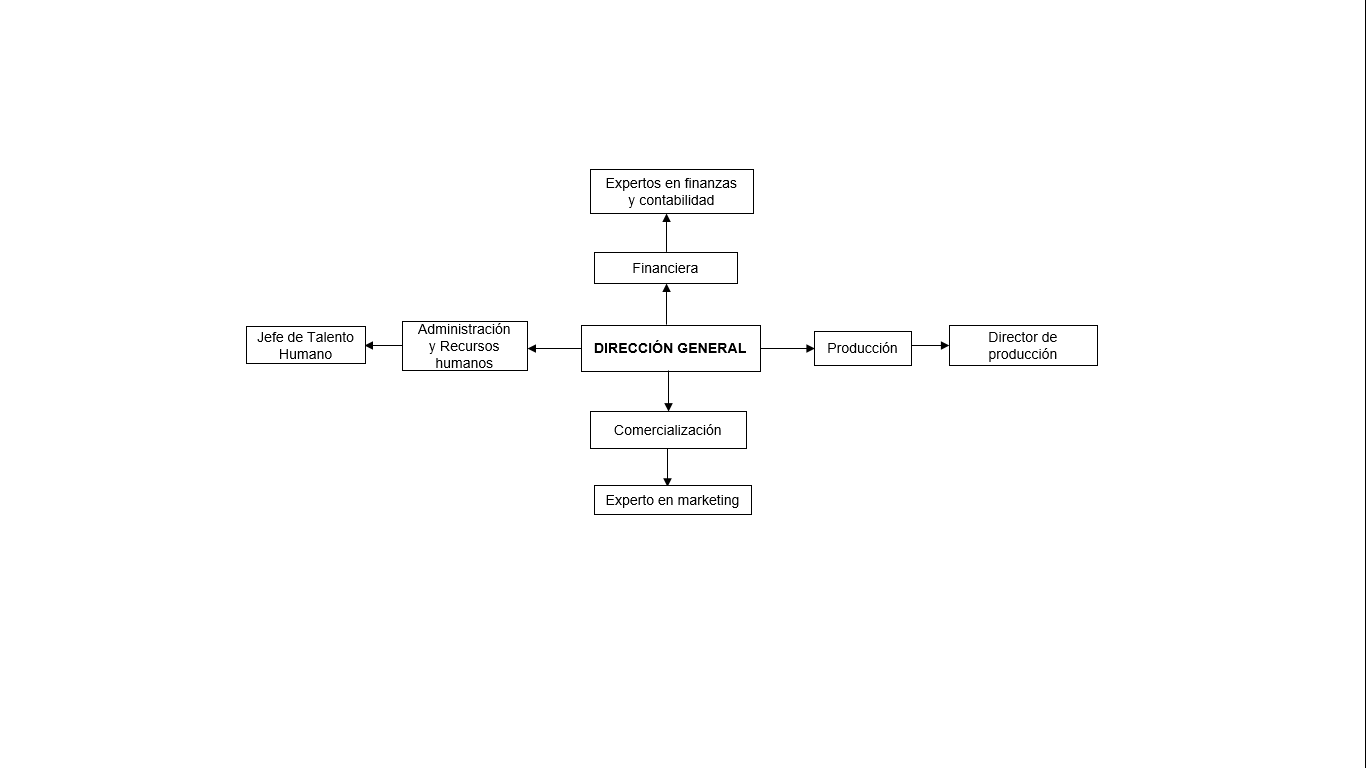 Expertos en finanzas
y contabilidad
Financiera
Jefe de Talento
Humano
Administración
y Recursos
humanos
DIRECCIÓN GENERAL
Producción
Director de
producción
Comercialización
Experto en marketing